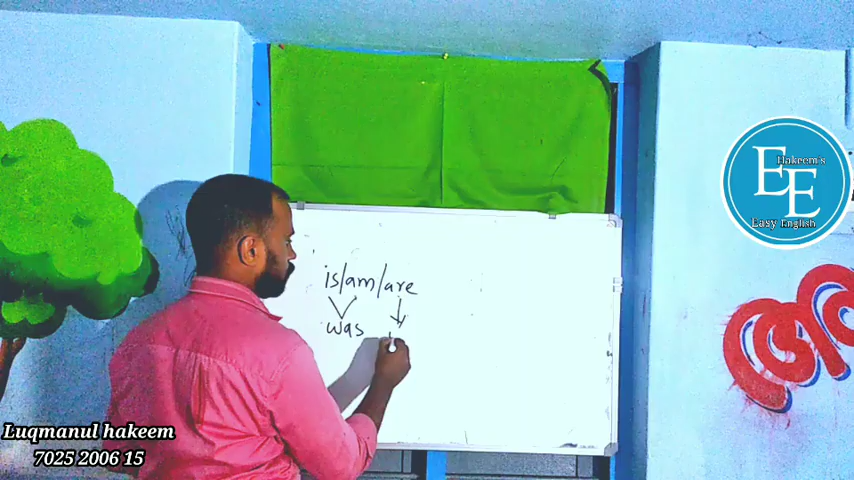 Hakeem's
EE
Easy English
is/am/are
was
Luqmanul hakeem
7025 2006 15